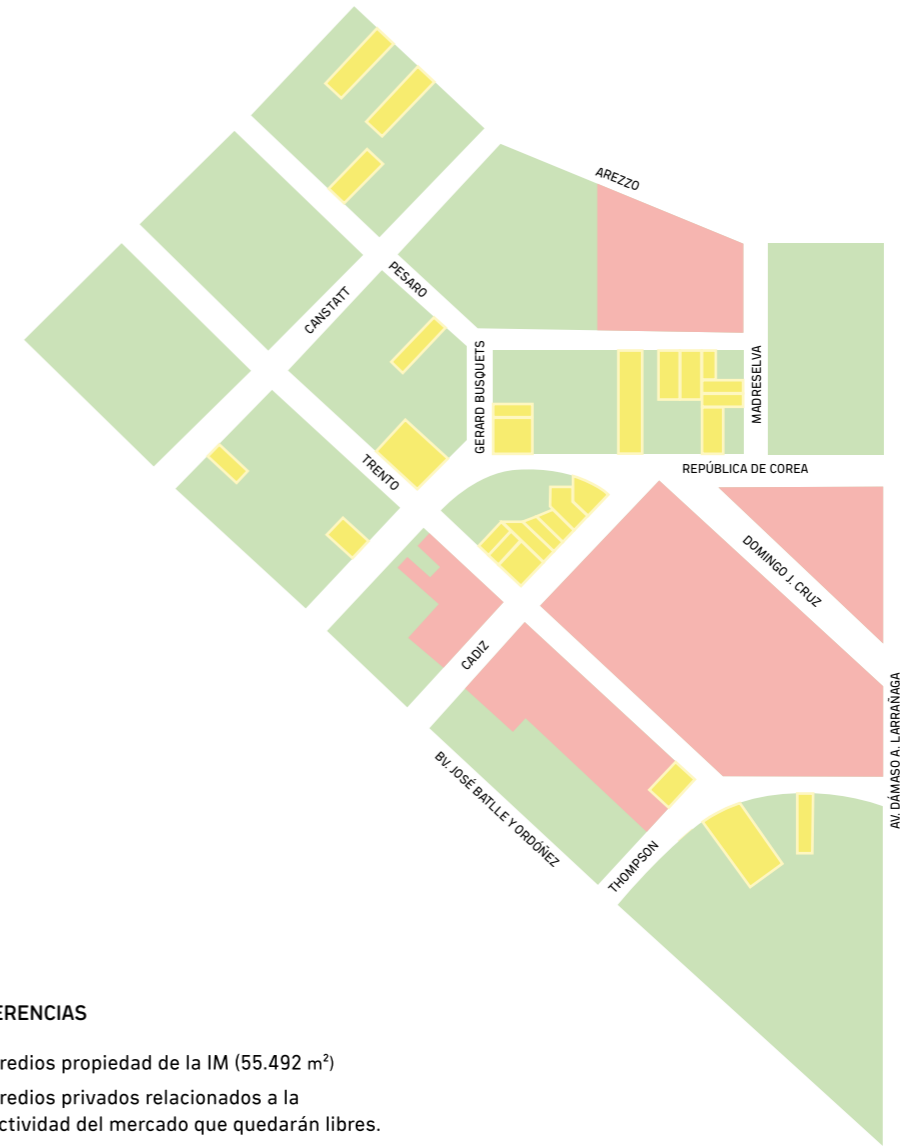 AREZZO
PESARO
CANSTATT
GERARD BUSQUETS
MADRESELVA
TRENTO
REPÚBLICA DE COREA
DOMINGO J. CRUZ
CADIZ
AV. DÁMASO A. LARRAÑAGA
BV. JOSÉ BATLLE Y ORDÓÑEZ
THOMPSON
ERENCIAS
redios propiedad de la IM (55.492 m²)
redios privados relacionados a la
ctividad del mercado que quedarán libres.